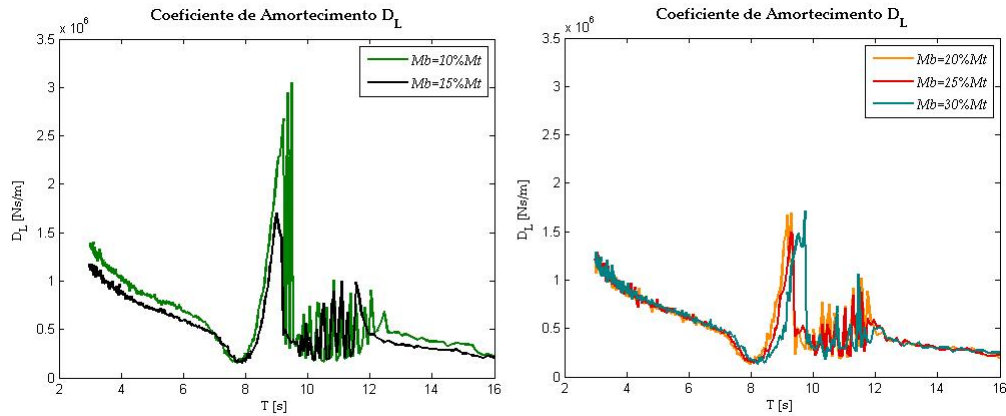 Coeficiente de Amortecimento D_L
x 10^6
3.5
3
2.5
2
1.5
1
0.5
0
D_L [Ns/m]
2 4 6 8 10 12 14 16
T [s]
Mb=10%Mt
Mb=15%Mt
Coeficiente de Amortecimento D_L
x 10^6
3.5
3
2.5
2
1.5
1
0.5
0
D_L [Ns/m]
2 4 6 8 10 12 14 16
T [s]
Mb=20%Mt
Mb=25%Mt
Mb=30%Mt